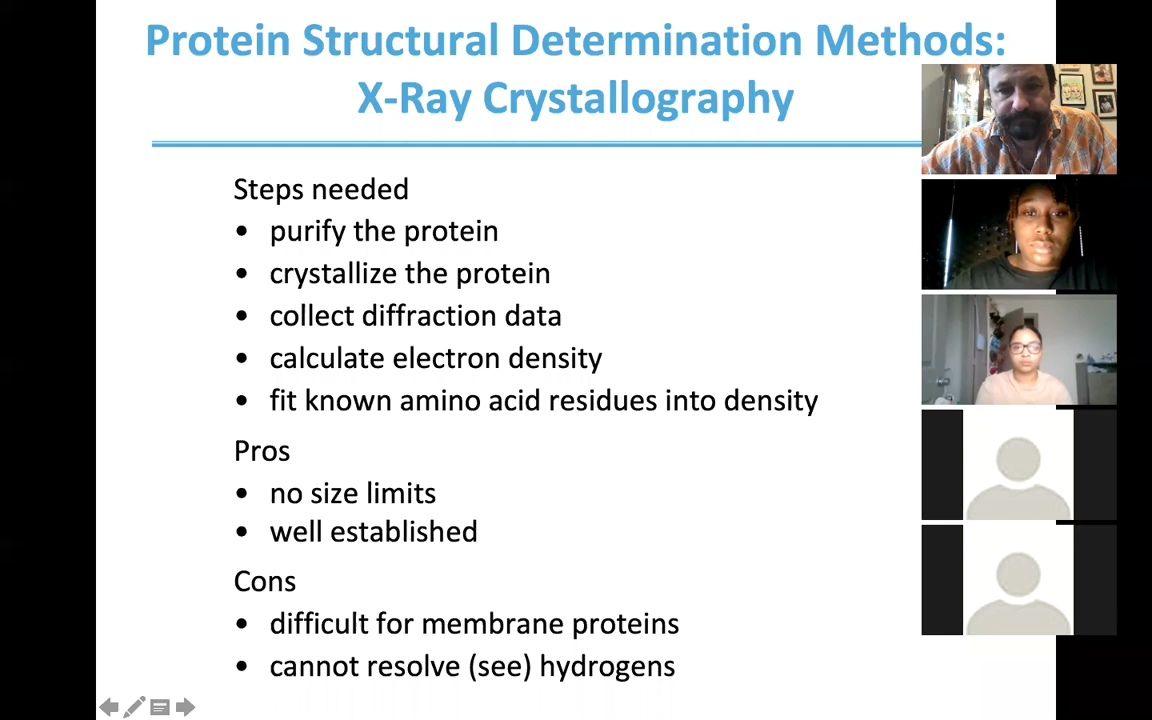 Protein Structural Determination Methods:
X-Ray Crystallography
Steps needed
• purify the protein
• crystallize the protein
• collect diffraction data
• calculate electron density
• fit known amino acid residues into density
Pros
• no size limits
• well established
Cons
• difficult for membrane proteins
• cannot resolve (see) hydrogens